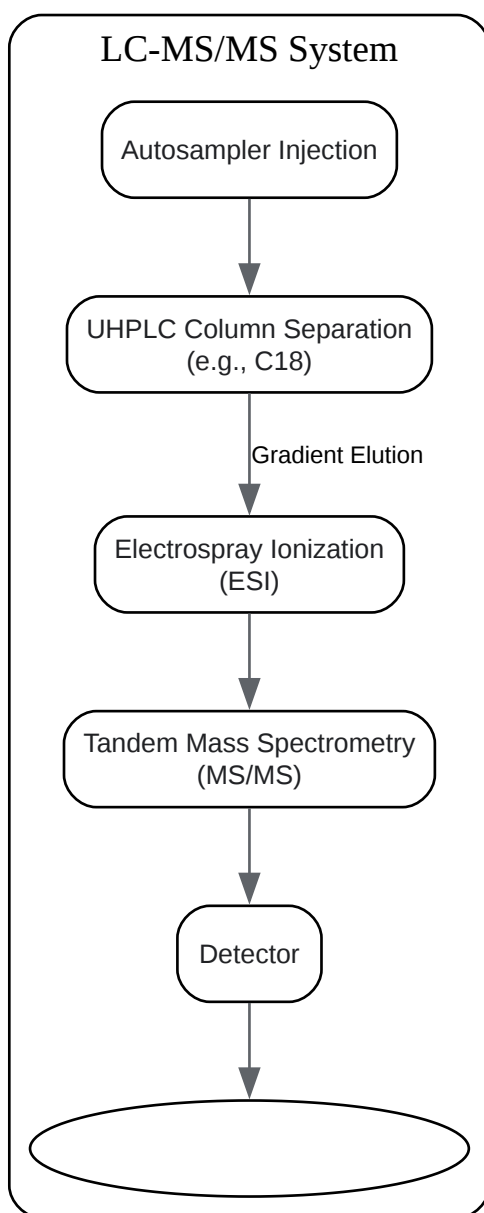 LC-MS/MS System
Autosampler Injection
UHPLC Column Separation
(e.g., C18)
Gradient Elution
Electrospray Ionization
(ESI)
Tandem Mass Spectrometry
(MS/MS)
Detector